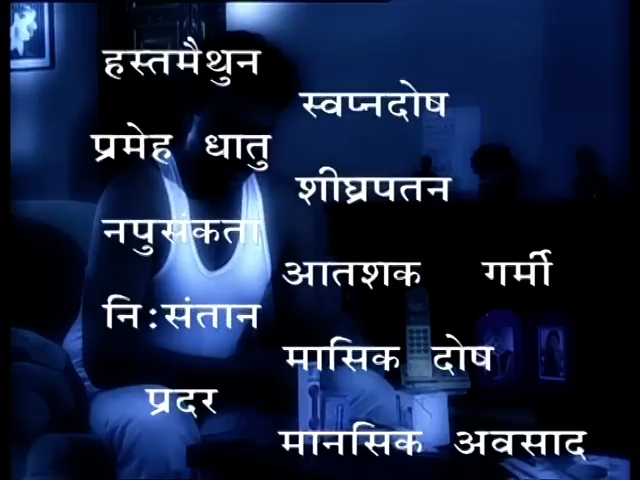 हस्तमैथुन
स्वप्नदोष
प्रमेह धातु
शीघ्रपतन
नपुसंकता
आतशक गर्मी
नि:संतान
मासिक दोष
प्रदर
मानसिक अवसाद